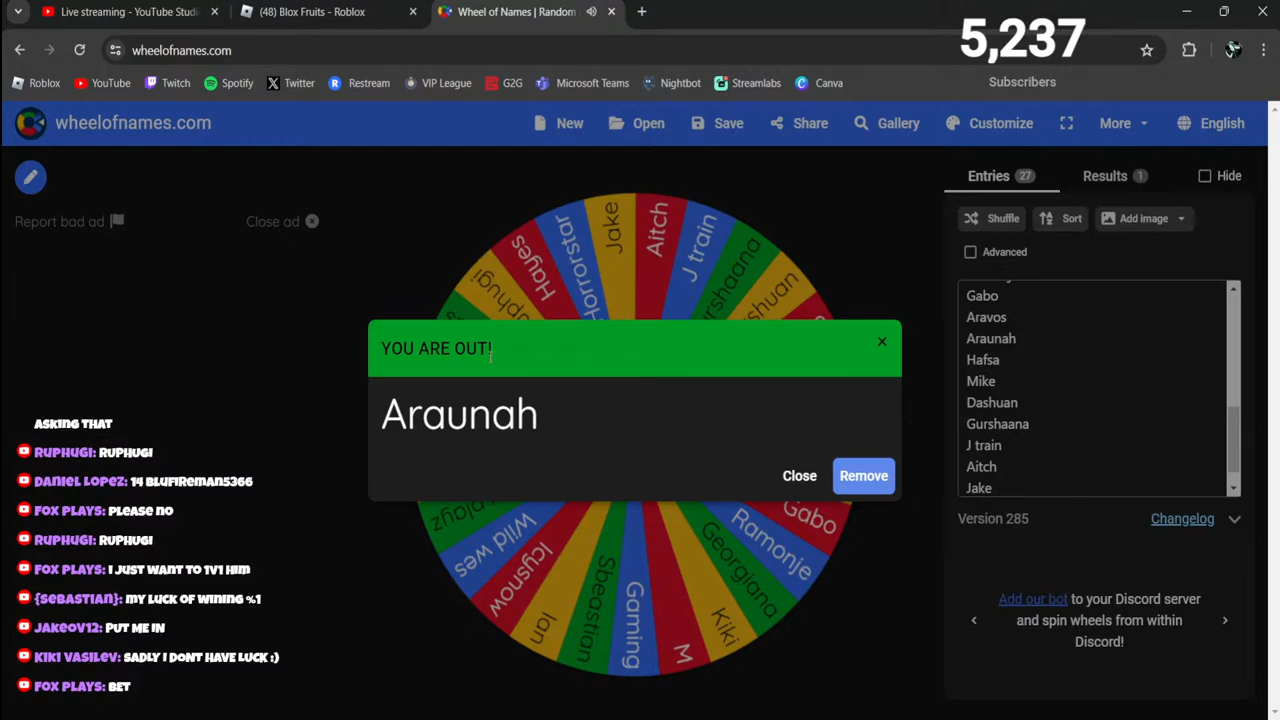 Live streaming - YouTube Studi
(48) Blox Fruits - Roblox
Wheel of Names | Random
wheelofnames.com
5,237
Subscribers
Roblox
YouTube
Twitch
Spotify
Twitter
Restream
VIP League
G2G
Microsoft Teams
Nightbot
Streamlabs
Canva
wheelofnames.com
New
Open
Save
Share
Gallery
Customize
More
English
Report bad ad
Close ad
Entries 27
Results 1
Hide
Shuffle
Sort
Add image
Advanced
Gabo
Aravos
Araunah
Hafsa
Mike
Dashuan
Gurshaana
J train
Aitch
Jake
Version 285
Changelog
Add our bot to your Discord server
and spin wheels from within
Discord!
Hayes
Horrorstar
Jake
Aitch
J train
YOU ARE OUT!
Araunah
Close
Remove
Wild wes
Icysnow
Ian
Sbeastian
Gaming
M
Kiki
Georgiana
Ramonje
Gabo
ASKING THAT
RUPHUGI: RUPHUGI
DANIEL LOPEZ: 14 BLUFIREMAN5366
FOX PLAYS: PLEASE NO
RUPHUGI: RUPHUGI
FOX PLAYS: I JUST WANT TO 1V1 HIM
{SEBASTIAN}: MY LUCK OF WINING %1
JAKEOV12: PUT ME IN
KIKI VASILEV: SADLY I DONT HAVE LUCK :)
FOX PLAYS: BET